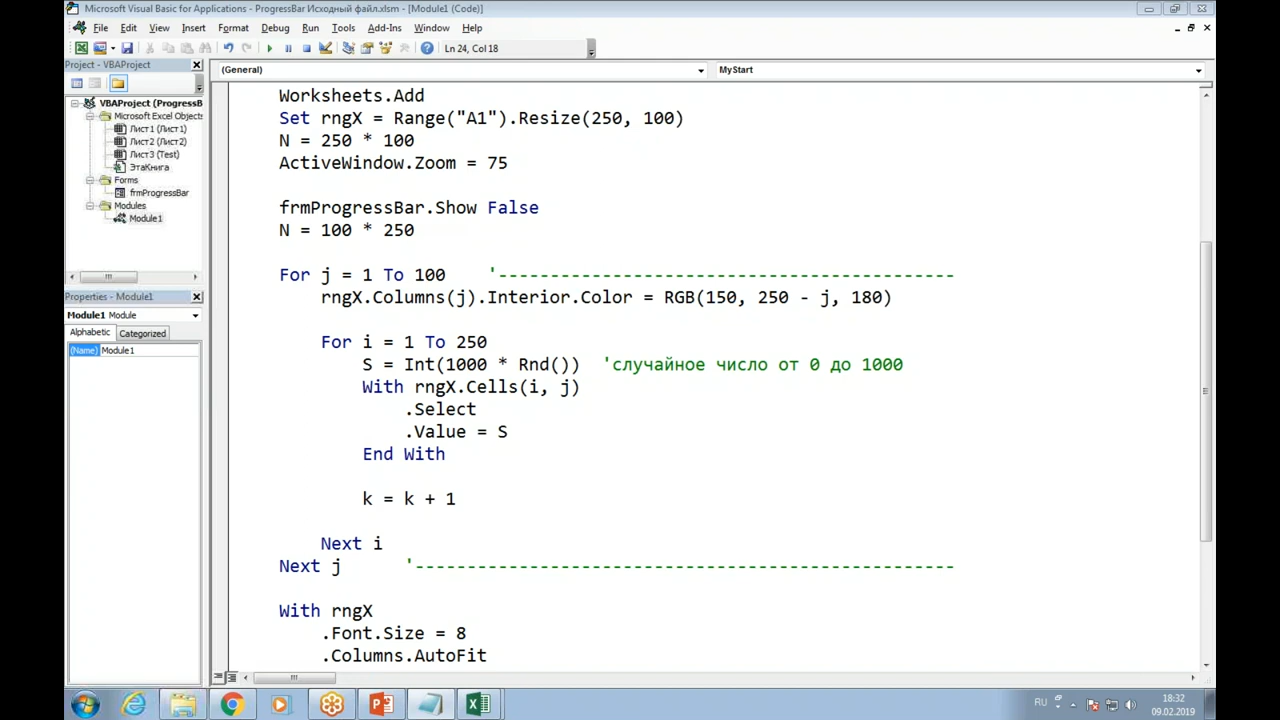 Microsoft Visual Basic for Applications - ProgressBar Исходный файл.xlsm - [Module1 (Code)]
File Edit View Insert Format Debug Run Tools Add-Ins Window Help
Ln 24, Col 18
Project - VBAProject
(General) MyStart
VBAProject (ProgressB
Microsoft Excel Objects
Лист1 (Лист1)
Лист2 (Лист2)
Лист3 (Test)
ЭтаКнига
Forms
frmProgressBar
Modules
Module1
Properties - Module1
Module1 Module
Alphabetic Categorized
(Name) Module1
Worksheets.Add
Set rngX = Range("A1").Resize(250, 100)
N = 250 * 100
ActiveWindow.Zoom = 75
frmProgressBar.Show False
N = 100 * 250
For j = 1 To 100 '--------------------------------------------
rngX.Columns(j).Interior.Color = RGB(150, 250 - j, 180)
For i = 1 To 250
S = Int(1000 * Rnd()) 'случайное число от 0 до 1000
With rngX.Cells(i, j)
.Select
.Value = S
End With
k = k + 1
Next i
Next j '----------------------------------------------------
With rngX
.Font.Size = 8
.Columns.AutoFit
RU 18:32
09.02.2019